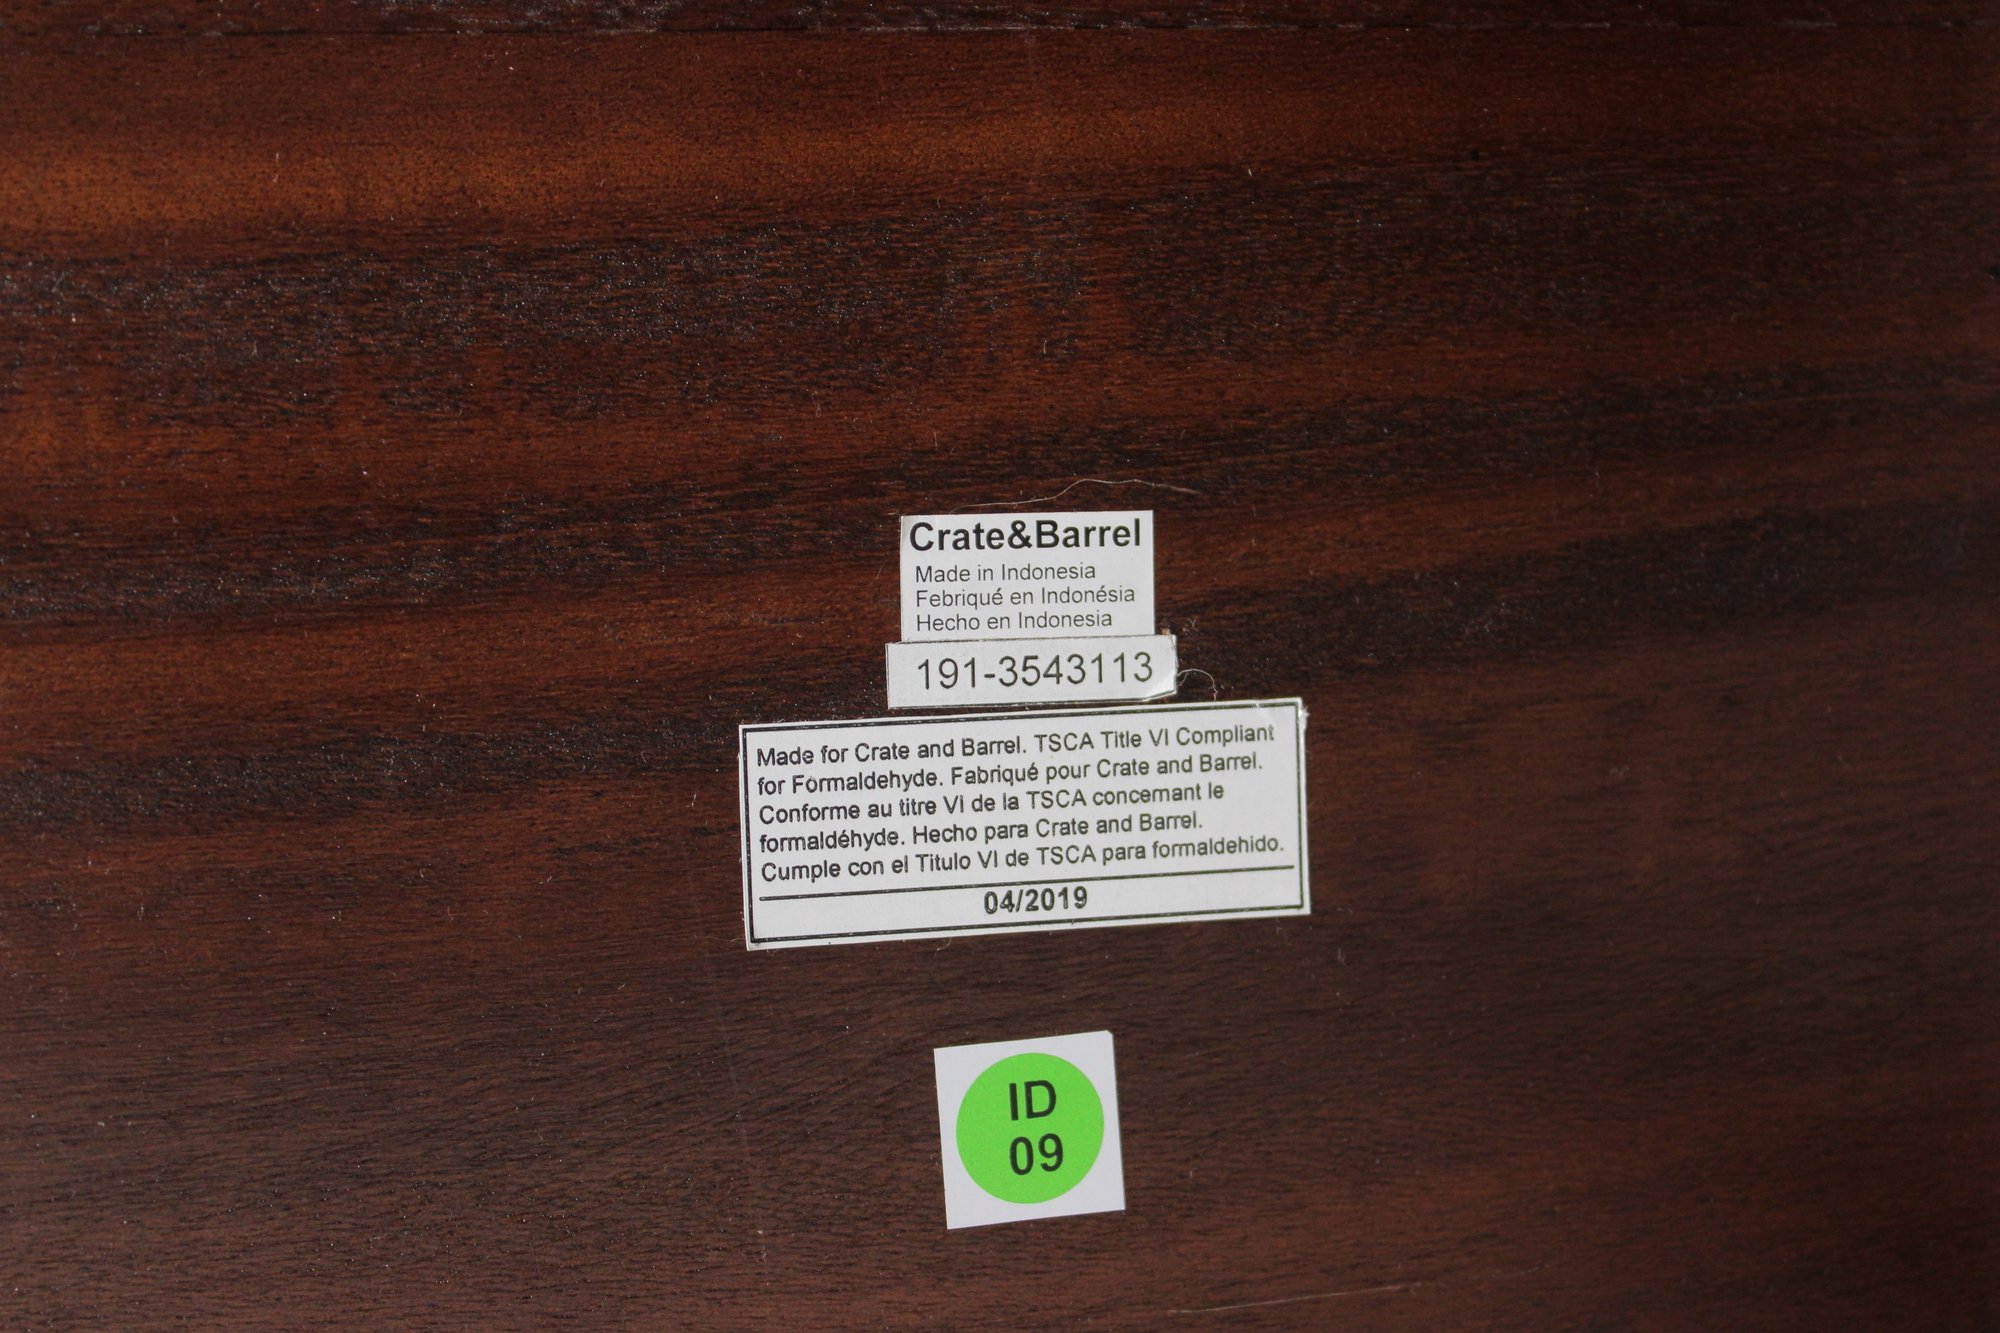 Crate&Barrel
Made in Indonesia
Febriqué en Indonésia
Hecho en Indonesia
191-3543113
Made for Crate and Barrel. TSCA Title VI Compliant
for Formaldehyde. Fabriqué pour Crate and Barrel.
Conforme au titre VI de la TSCA concernant le
formaldéhyde. Hecho para Crate and Barrel.
Cumple con el Titulo VI de TSCA para formaldehido.
04/2019
ID
09